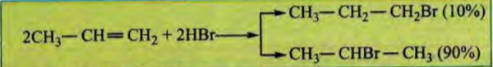 CH₃—CH₂—CH₂Br (10%)
2CH₃—CH=CH₂ + 2HBr
CH₃—CHBr—CH₃ (90%)